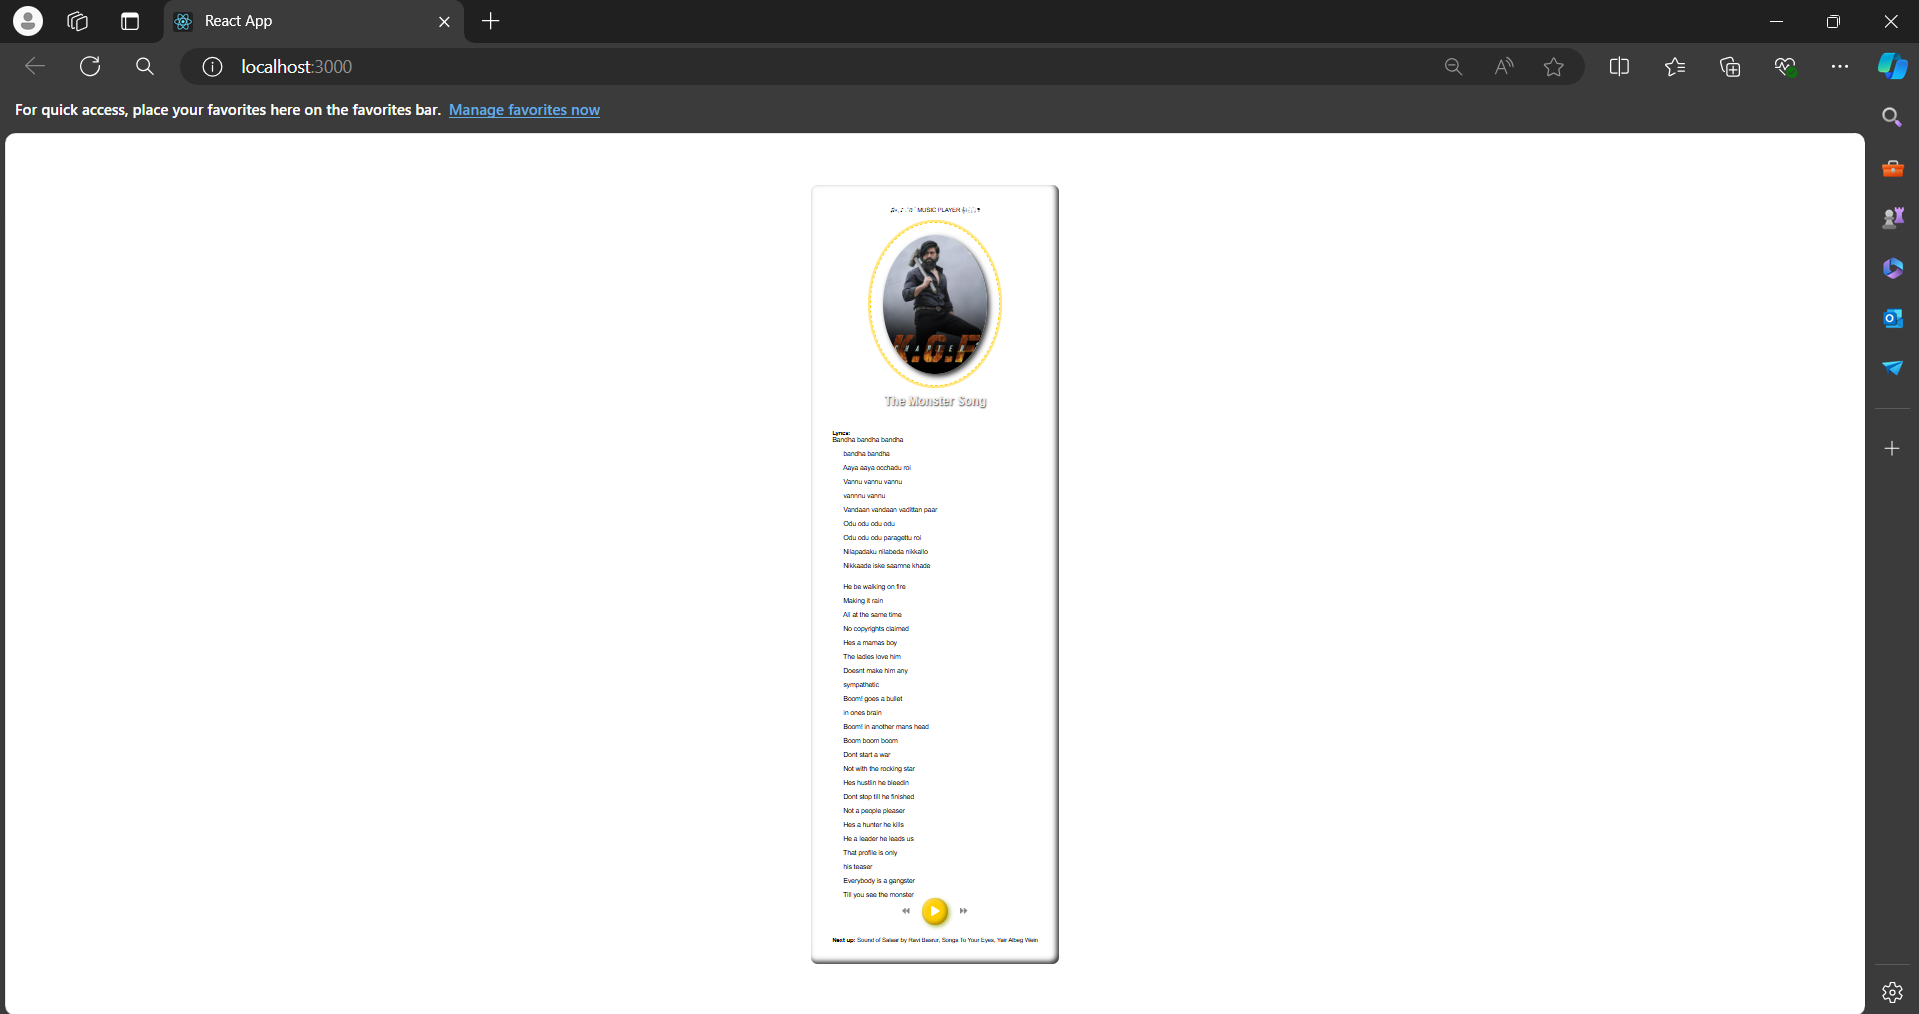 React App
localhost:3000
For quick access, place your favorites here on the favorites bar. Manage favorites now
MUSIC PLAYER
CHAPTER
K.G.F
The Monster Song
Lyrics:
Bandha bandha bandha
bandha bandha
Aaya aaya occhadu roi
Vannu vannu vannu
vannnu vannu
Vandaan vandaan vadittan paar
Odu odu odu odu
Odu odu odu paragettu roi
Nilapadaku nilabeda nikkallo
Nikkaade iske saamne khade
He be walking on fire
Making it rain
All at the same time
No copyrights claimed
Hes a mamas boy
The ladies love him
Doesnt make him any
sympathetic
Boom! goes a bullet
in ones brain
Boom! in another mans head
Boom boom boom
Dont start a war
Not with the rocking star
Hes hustlin he bleedin
Dont stop till he finished
Not a people pleaser
Hes a hunter he kills
He a leader he leads us
That profile is only
his teaser
Everybody is a gangster
Till you see the monster
Next up: Sound of Salaar by Ravi Basrur, Songs To Your Eyes, Yair Albeg Wein